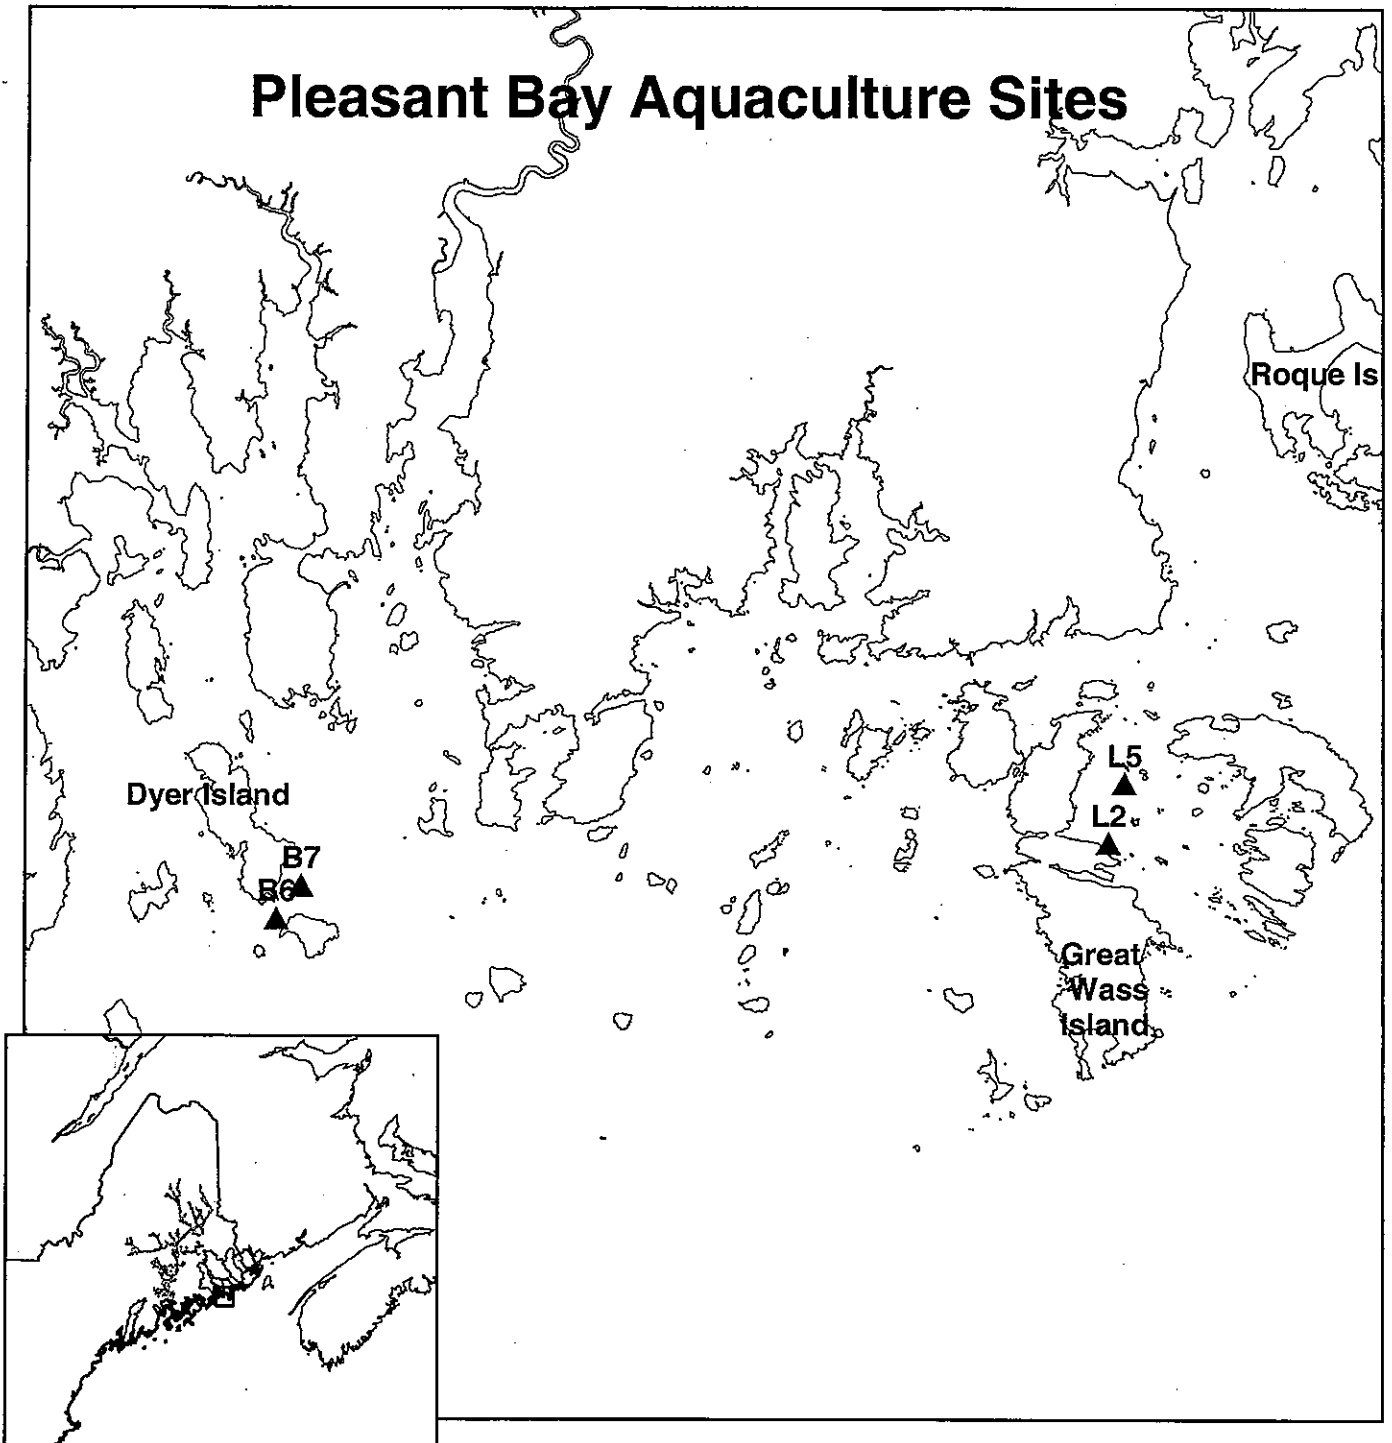 Pleasant Bay Aquaculture Sites
Roque Is
L5
Dyer Island
L2
B7
B6
Great
Wass
Island